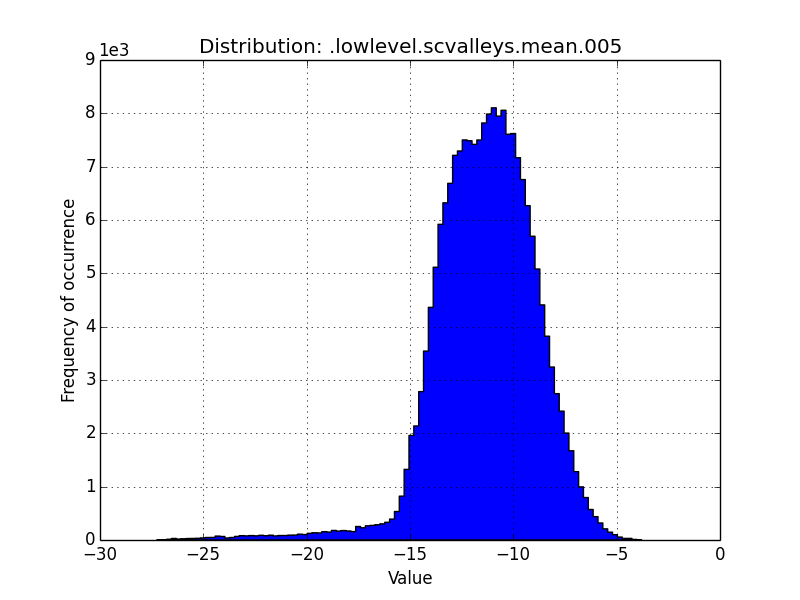 Distribution: .lowlevel.scvalleys.mean.005
1e3
9
8
7
6
5
4
3
2
1
0
Frequency of occurrence
−30 −25 −20 −15 −10 −5 0
Value